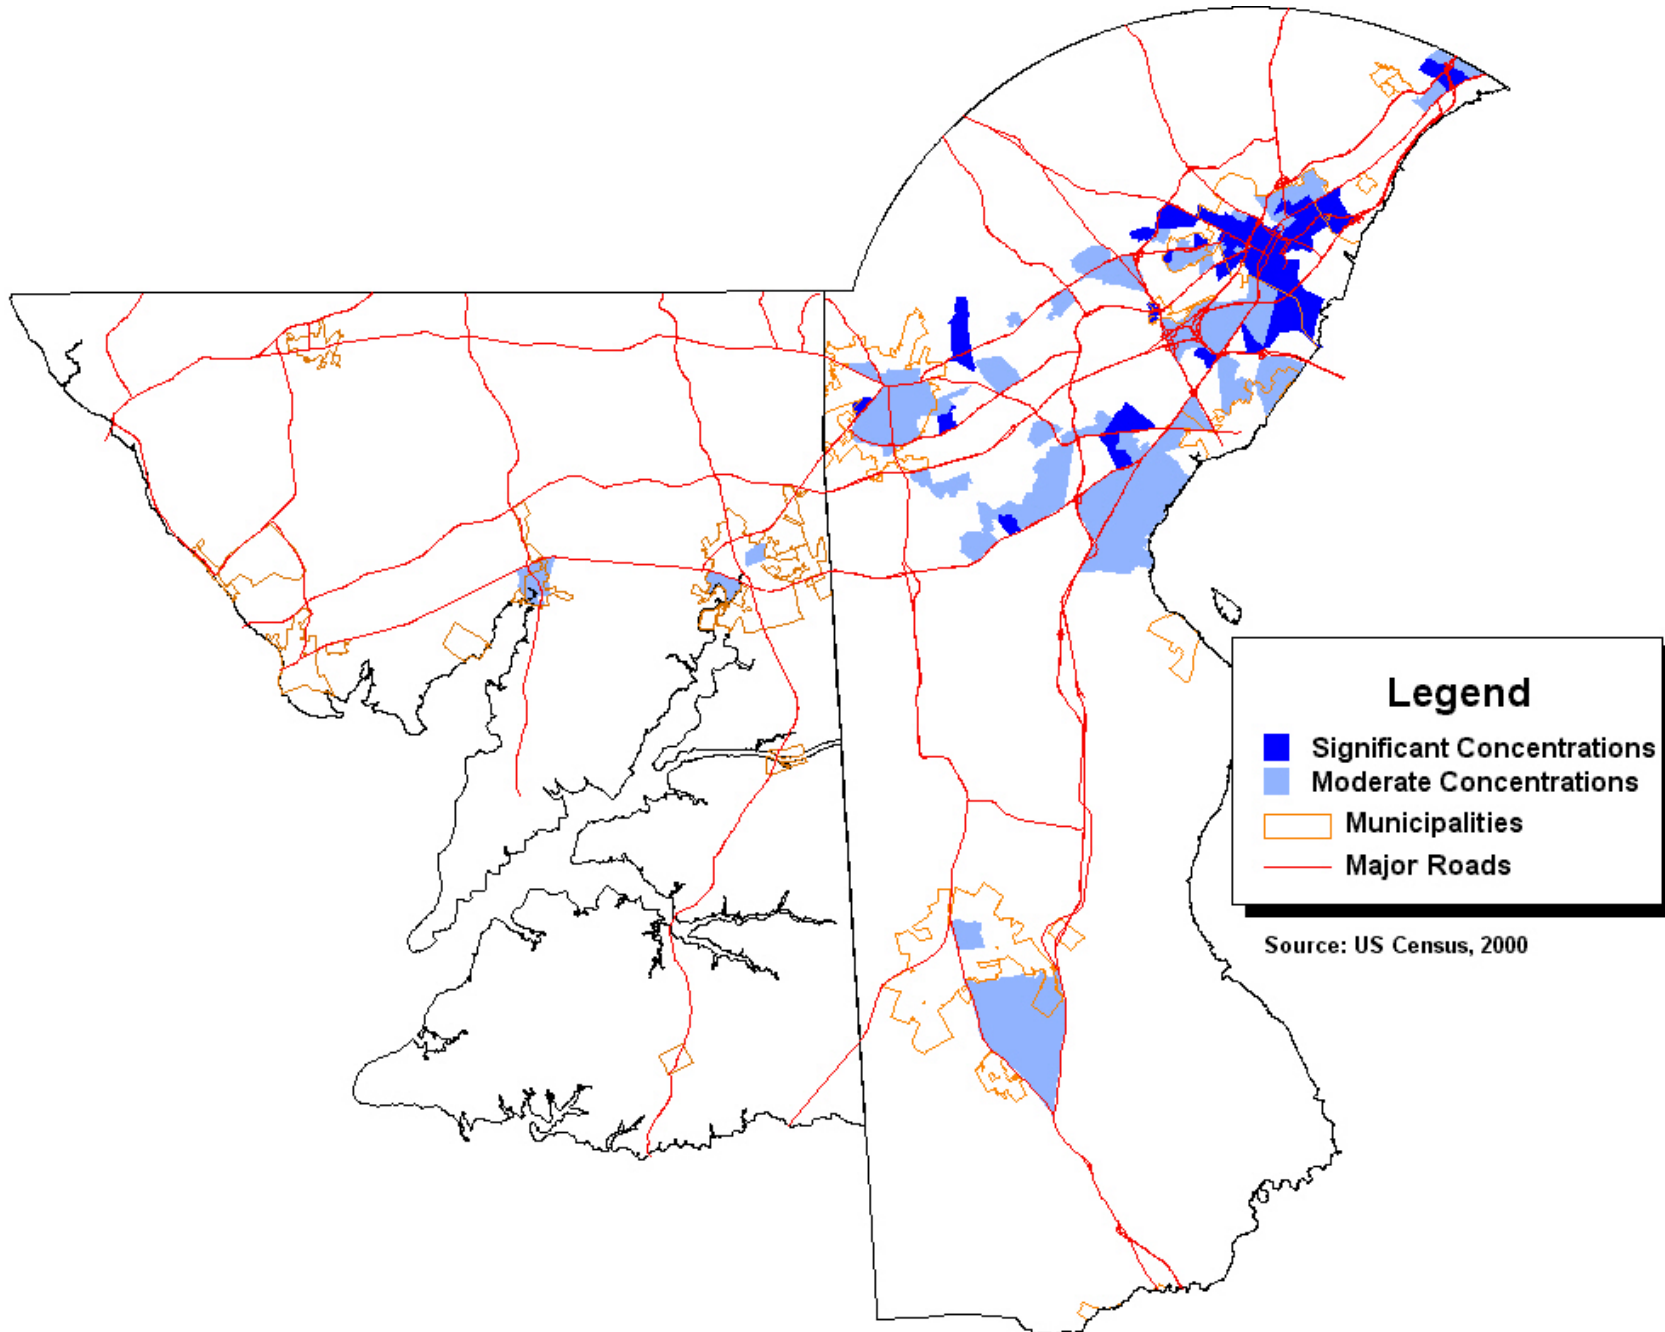 Legend
Significant Concentrations
Moderate Concentrations
Municipalities
Major Roads
Source: US Census, 2000